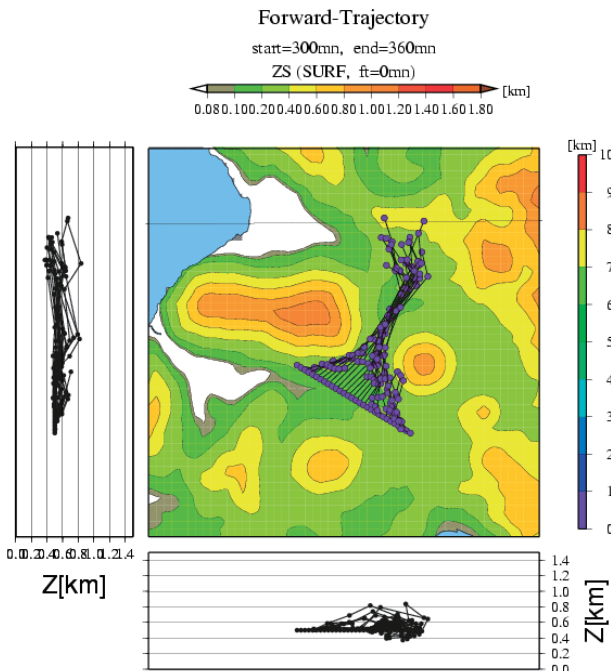 Forward-Trajectory
start=300mn, end=360mn
ZS (SURF, ft=0mn)
[km]
0.08 0.10 0.20 0.40 0.60 0.80 1.00 1.20 1.40 1.60 1.80
[km]
10
9
8
7
6
5
4
3
2
1
0
0.0 0.2 0.4 0.6 0.8 1.0 1.2 1.4
Z[km]
1.4
1.2
1.0
0.8
0.6
0.4
0.2
0.0
Z[km]